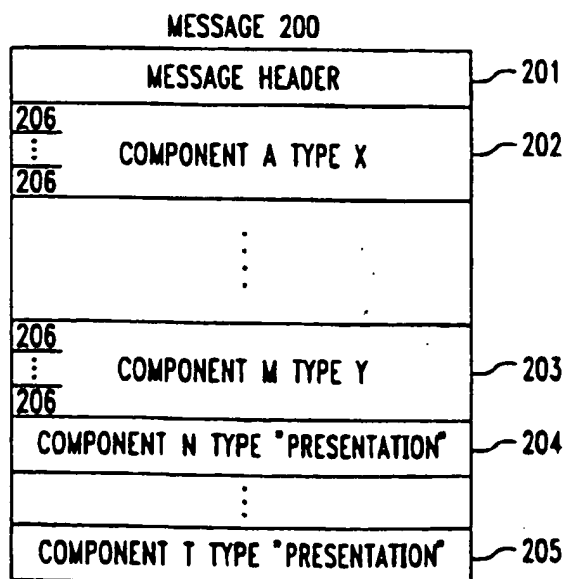 MESSAGE 200
MESSAGE HEADER 201
206
COMPONENT A TYPE X 202
206
206
COMPONENT M TYPE Y 203
206
COMPONENT N TYPE "PRESENTATION" 204
COMPONENT T TYPE "PRESENTATION" 205